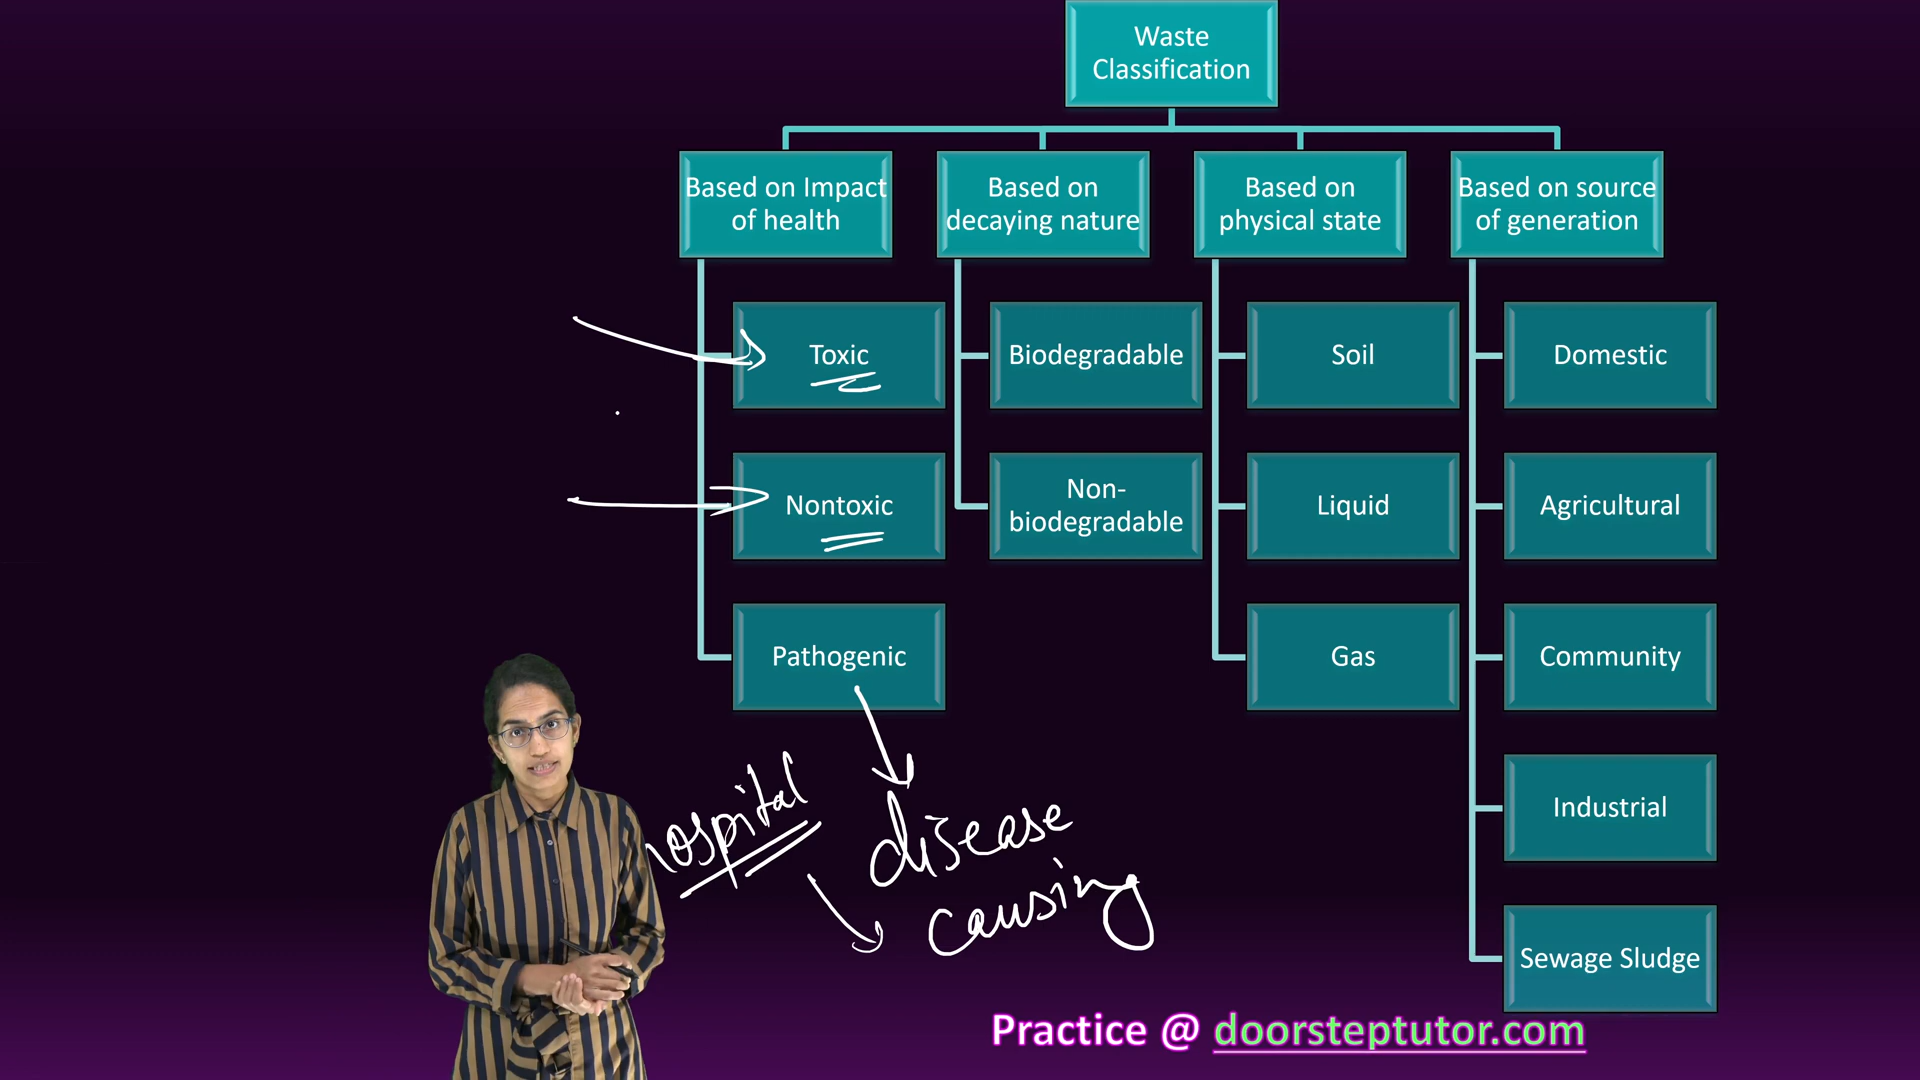 Waste
Classification
Based on Impact
of health
Based on
decaying nature
Based on
physical state
Based on source
of generation
Toxic
Biodegradable
Soil
Domestic
Nontoxic
Non-
biodegradable
Liquid
Agricultural
Pathogenic
Gas
Community
hospital
disease
causing
Industrial
Sewage Sludge
Practice @ doorsteptutor.com